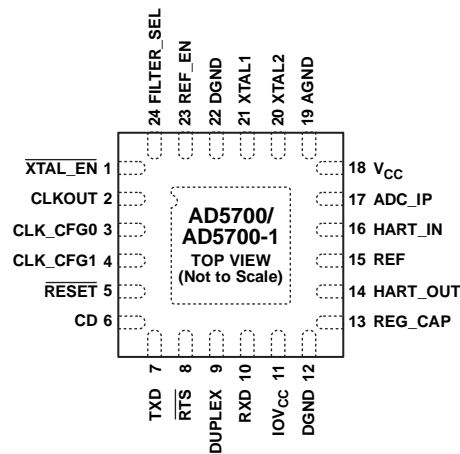 24 FILTER_SEL
23 REF_EN
22 DGND
21 XTAL1
20 XTAL2
19 AGND
XTAL_EN 1
CLKOUT 2
CLK_CFG0 3
CLK_CFG1 4
RESET 5
CD 6
AD5700/
AD5700-1
TOP VIEW
(Not to Scale)
18 VCC
17 ADC_IP
16 HART_IN
15 REF
14 HART_OUT
13 REG_CAP
TXD 7
RTS 8
DUPLEX 9
RXD 10
IOVCC 11
DGND 12